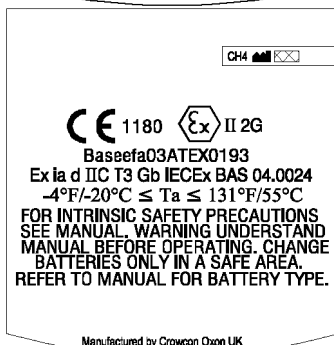 CH4
CE 1180 Ex II 2G
Baseefa03ATEX0193
Ex ia d IIC T3 Gb IECEx BAS 04.0024
-4°F/-20°C ≤ Ta ≤ 131°F/55°C
FOR INTRINSIC SAFETY PRECAUTIONS
SEE MANUAL. WARNING UNDERSTAND
MANUAL BEFORE OPERATING. CHANGE
BATTERIES ONLY IN A SAFE AREA.
REFER TO MANUAL FOR BATTERY TYPE.
Manufactured by Crowcon Oxon UK